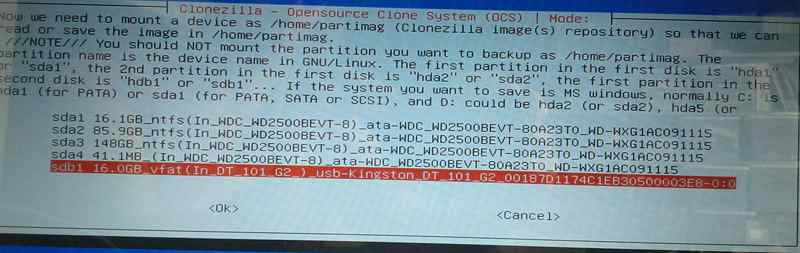 Clonezilla - Opensource Clone System (OCS) | Mode:
Now we need to mount a device as /home/partimag (Clonezilla image(s) repository) so that we can
read or save the image in /home/partimag.
///NOTE/// You should NOT mount the partition you want to backup as /home/partimag. The
partition name is the device name in GNU/Linux. The first partition in the first disk is "hda1"
or "sda1", the 2nd partition in the first disk is "hda2" or "sda2", the first partition in the
second disk is "hdb1" or "sdb1"... If the system you want to save is MS windows, normally C: is
hda1 (for PATA) or sda1 (for PATA, SATA or SCSI), and D: could be hda2 (or sda2), hda5 (or
sda1 16.1GB_ntfs(In_WDC_WD2500BEVT-8)_ata-WDC_WD2500BEVT-80A23T0_WD-WXG1AC091115
sda2 85.9GB_ntfs(In_WDC_WD2500BEVT-8)_ata-WDC_WD2500BEVT-80A23T0_WD-WXG1AC091115
sda3 148GB_ntfs(In_WDC_WD2500BEVT-8)_ata-WDC_WD2500BEVT-80A23T0_WD-WXG1AC091115
sda4 41.1MB_(In_WDC_WD2500BEVT-8)_ata-WDC_WD2500BEVT-80A23T0_WD-WXG1AC091115
sdb1 16.0GB_vfat(In_DT_101_G2_)_usb-Kingston_DT_101_G2_001B7D1174C1EB30500003E8-0:0
<Ok>
<Cancel>